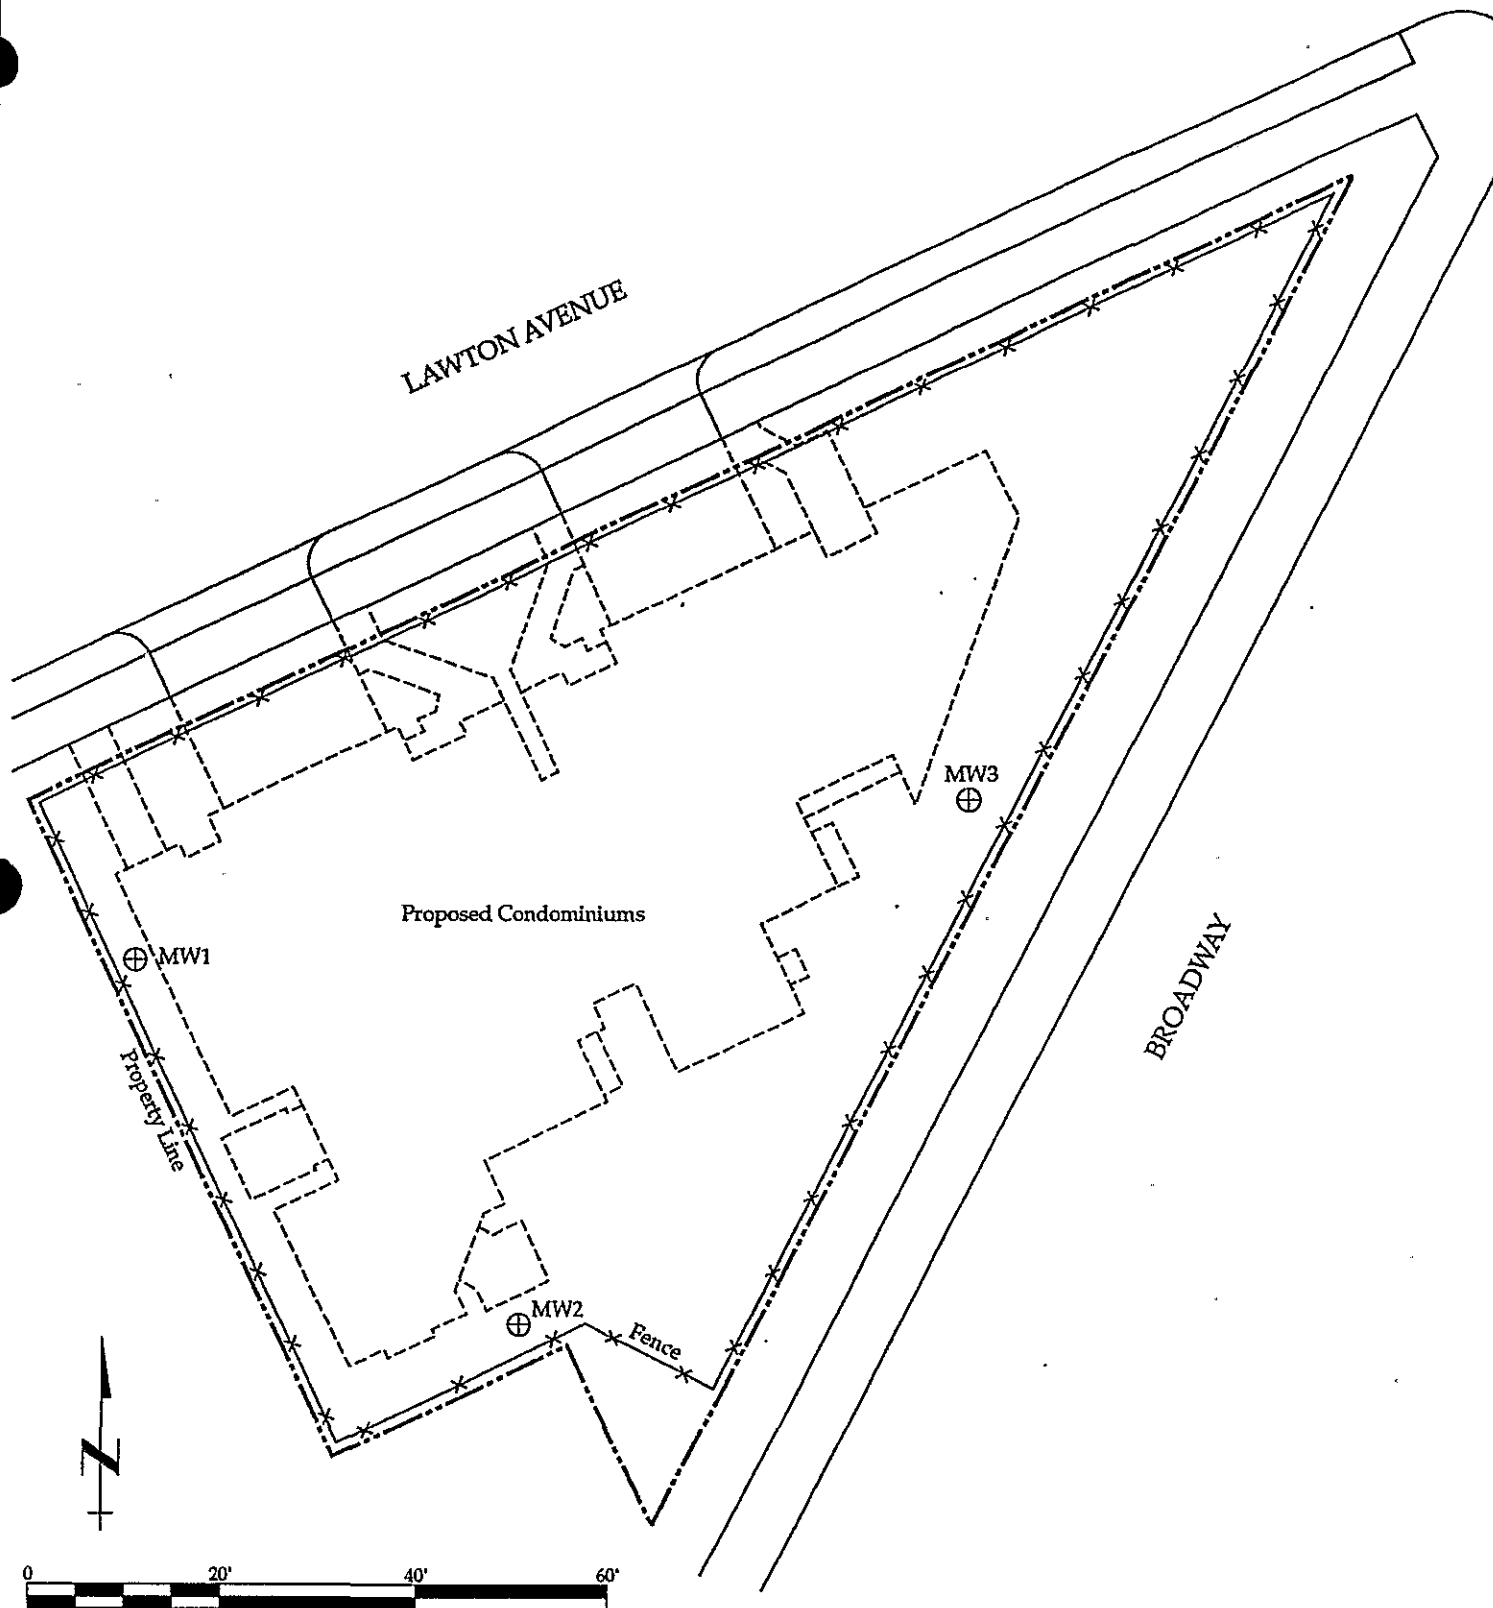 LAWTON AVENUE
MW3
Proposed Condominiums
MW1
BROADWAY
Property Line
MW2
Fence
N
0 20' 40' 60'